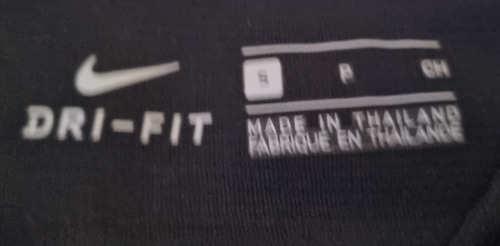 S P CH
DRI-FIT
MADE IN THAILAND
FABRIQUE EN THAILANDE